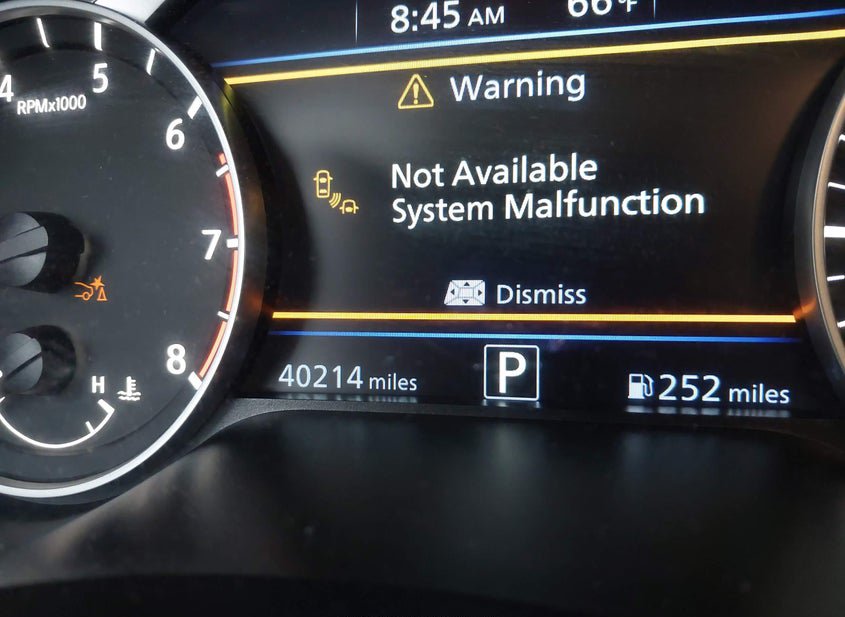 8:45 AM
66°F
4
5
RPMx1000
6
7
8
H
Warning
Not Available
System Malfunction
Dismiss
40214 miles
P
252 miles